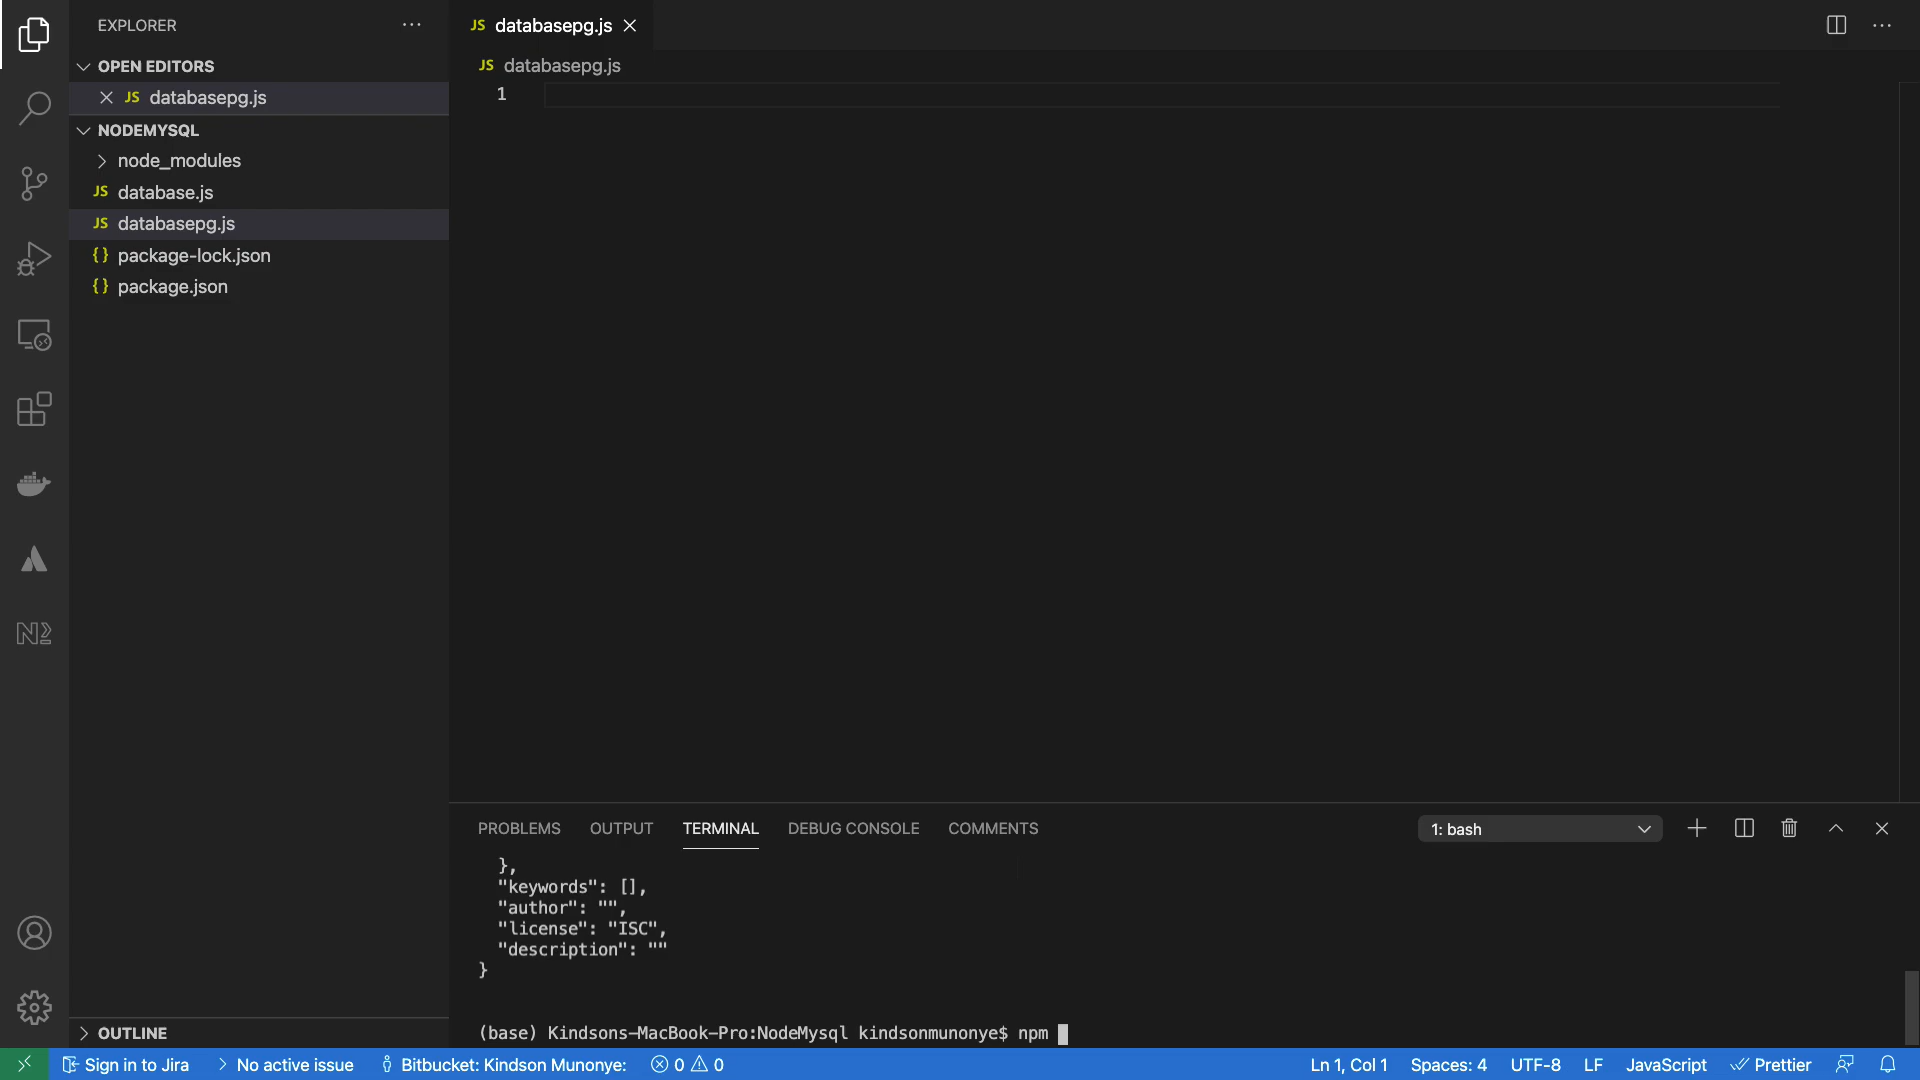 EXPLORER
OPEN EDITORS
JS databasepg.js
NODEMYSQL
node_modules
JS database.js
JS databasepg.js
{} package-lock.json
{} package.json
OUTLINE
JS databasepg.js
JS databasepg.js
1
PROBLEMS OUTPUT TERMINAL DEBUG CONSOLE COMMENTS
1: bash
},
"keywords": [],
"author": "",
"license": "ISC",
"description": ""
}
(base) Kindsons-MacBook-Pro:NodeMysql kindsonmunonye$ npm
Sign in to Jira No active issue Bitbucket: Kindson Munonye: 0 0 Ln 1, Col 1 Spaces: 4 UTF-8 LF JavaScript Prettier